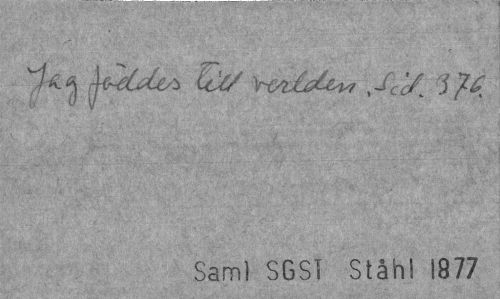 Jag föddes till verlden. Sid. 376.
Saml SGST Ståhl 1877